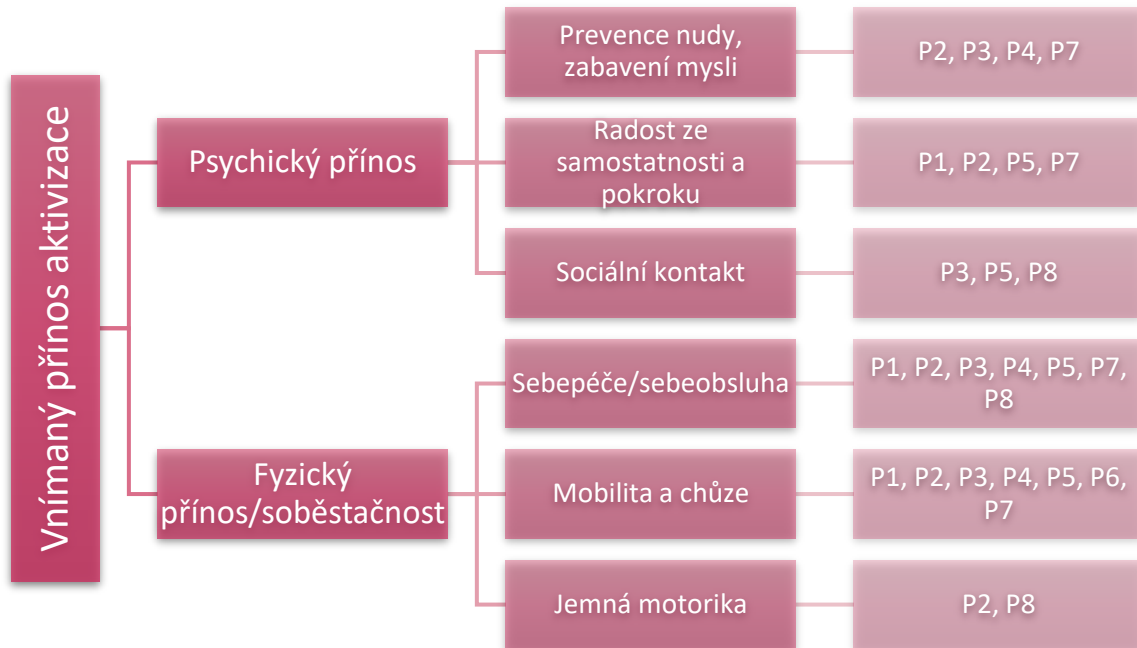 Vnímaný přínos aktivizace
Psychický přínos
Prevence nudy,
zabavení mysli
P2, P3, P4, P7
Radost ze
samostatnosti a
pokroku
P1, P2, P5, P7
Sociální kontakt
P3, P5, P8
Fyzický
přínos/soběstačnost
Sebepéče/sebeobsluha
P1, P2, P3, P4, P5, P7,
P8
Mobilita a chůze
P1, P2, P3, P4, P5, P6,
P7
Jemná motorika
P2, P8